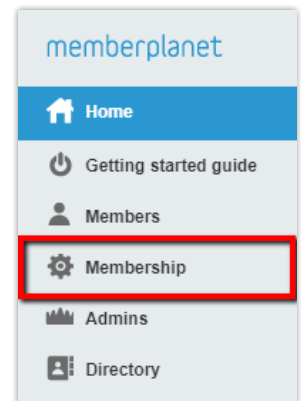 memberplanet
Home
Getting started guide
Members
Membership
Admins
Directory